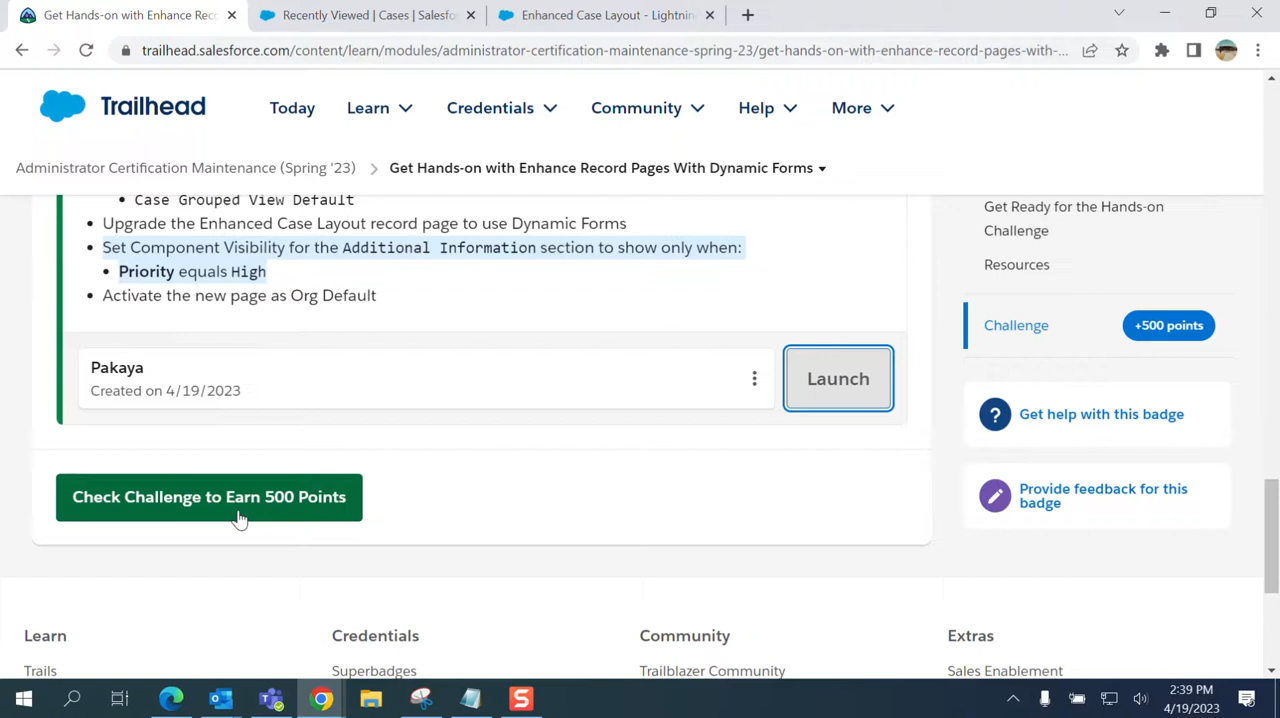 Get Hands-on with Enhance Reco
Recently Viewed | Cases | Salesfo
Enhanced Case Layout - Lightnin
trailhead.salesforce.com/content/learn/modules/administrator-certification-maintenance-spring-23/get-hands-on-with-enhance-record-pages-with-...
Trailhead
Today
Learn
Credentials
Community
Help
More
Administrator Certification Maintenance (Spring '23)
Get Hands-on with Enhance Record Pages With Dynamic Forms
• Case Grouped View Default
• Upgrade the Enhanced Case Layout record page to use Dynamic Forms
• Set Component Visibility for the Additional Information section to show only when:
• Priority equals High
• Activate the new page as Org Default
Pakaya
Created on 4/19/2023
Launch
Check Challenge to Earn 500 Points
Get Ready for the Hands-on
Challenge
Resources
Challenge
+500 points
?
Get help with this badge
Provide feedback for this
badge
Learn
Credentials
Community
Extras
Trails
Superbadges
Trailblazer Community
Sales Enablement
S
2:39 PM
4/19/2023